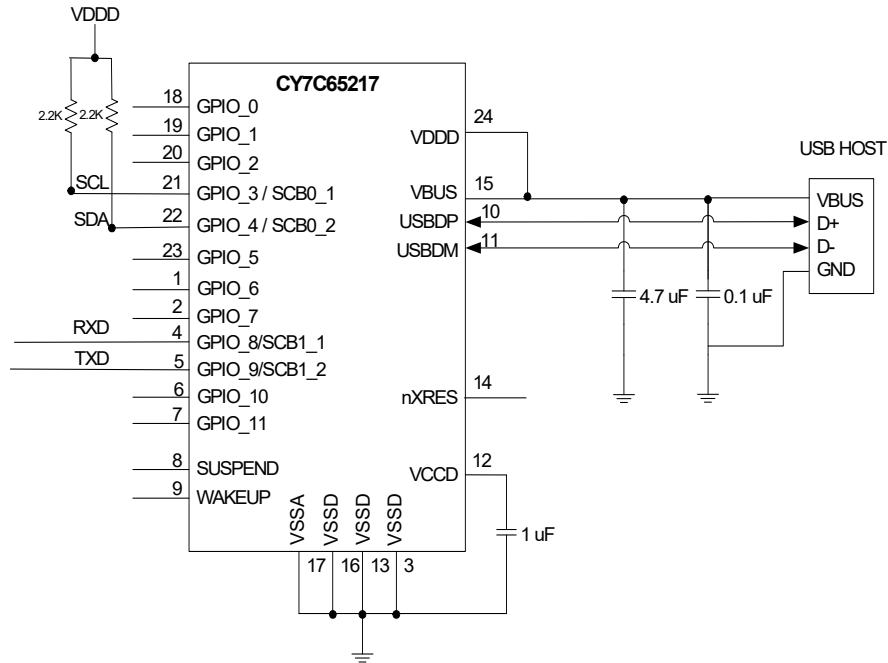 VDDD
CY7C65217
2.2K 2.2K
18 GPIO_0
19 GPIO_1
20 GPIO_2
SCL 21 GPIO_3 / SCB0_1
SDA 22 GPIO_4 / SCB0_2
23 GPIO_5
1 GPIO_6
2 GPIO_7
RXD 4 GPIO_8/SCB1_1
TXD 5 GPIO_9/SCB1_2
6 GPIO_10
7 GPIO_11
8 SUSPEND
9 WAKEUP
VDDD 24
VBUS 15
USBDP 10
USBDM 11
nXRES 14
VCCD 12
VSSA
VSSD
VSSD
VSSD
17 16 13 3
1 uF
4.7 uF
0.1 uF
USB HOST
VBUS
D+
D-
GND